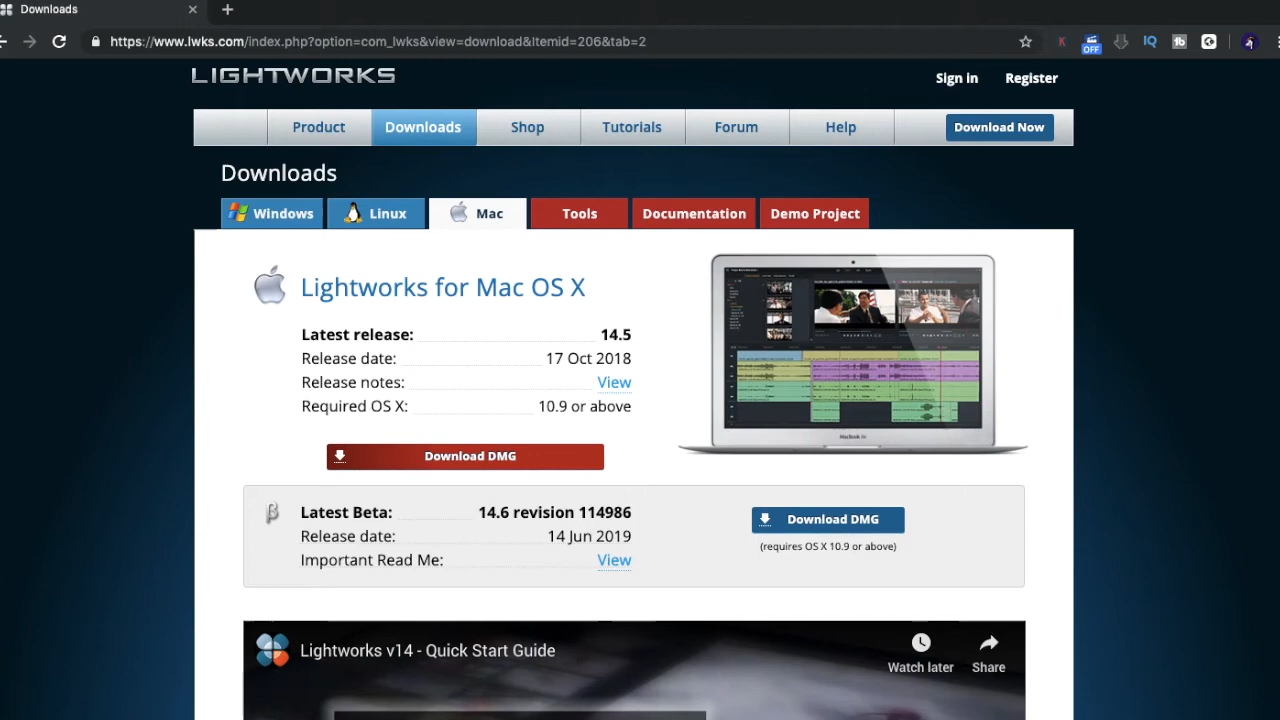 Downloads
https://www.lwks.com/index.php?option=com_lwks&view=download&Itemid=206&tab=2
OFF
K
IQ
LIGHTWORKS
Sign in Register
Product Downloads Shop Tutorials Forum Help Download Now
Downloads
Windows Linux Mac Tools Documentation Demo Project
Lightworks for Mac OS X
Latest release: 14.5
Release date: 17 Oct 2018
Release notes: View
Required OS X: 10.9 or above
Download DMG
β
Latest Beta: 14.6 revision 114986
Release date: 14 Jun 2019
Important Read Me: View
Download DMG
(requires OS X 10.9 or above)
Lightworks v14 - Quick Start Guide
Watch later Share